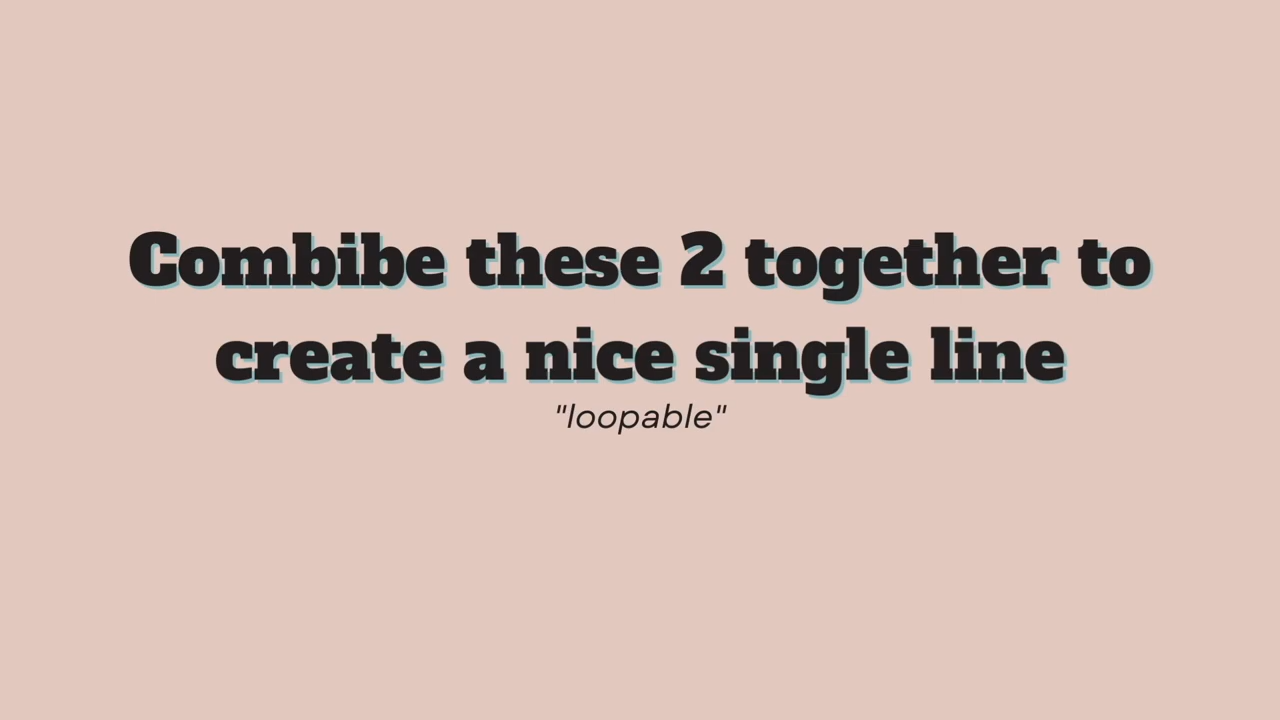 Combibe these 2 together to
create a nice single line
"loopable"